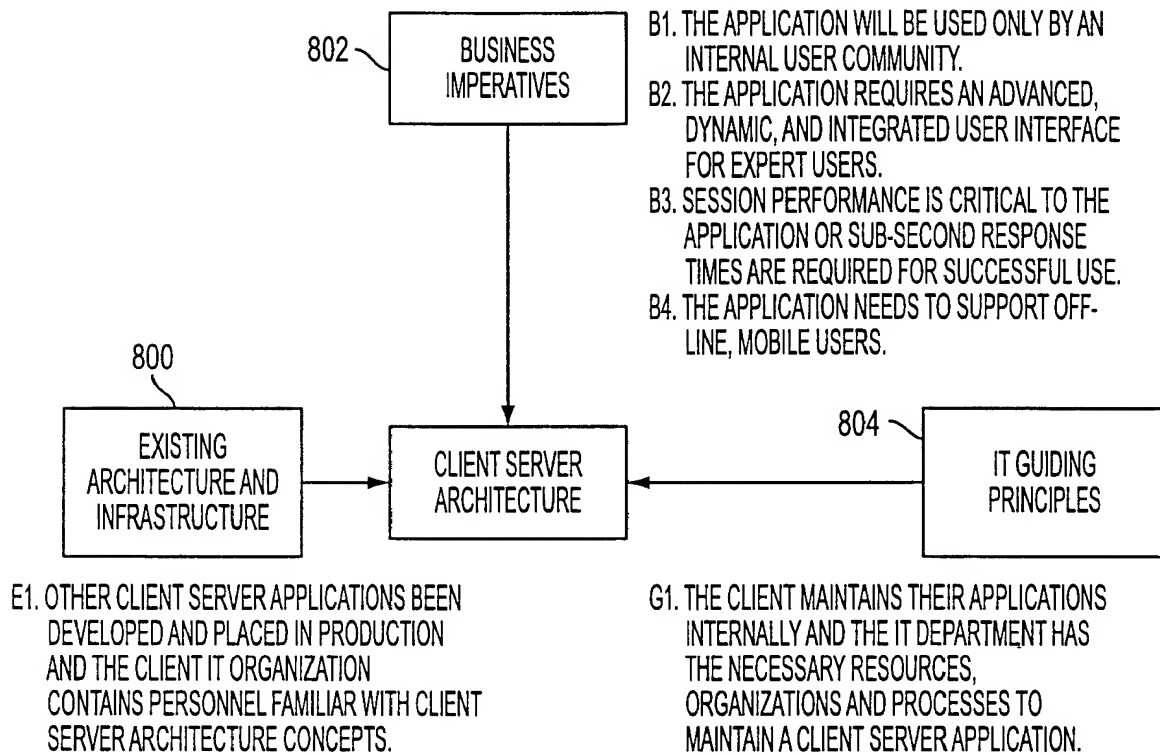 802
BUSINESS
IMPERATIVES
B1. THE APPLICATION WILL BE USED ONLY BY AN
INTERNAL USER COMMUNITY.
B2. THE APPLICATION REQUIRES AN ADVANCED,
DYNAMIC, AND INTEGRATED USER INTERFACE
FOR EXPERT USERS.
B3. SESSION PERFORMANCE IS CRITICAL TO THE
APPLICATION OR SUB-SECOND RESPONSE
TIMES ARE REQUIRED FOR SUCCESSFUL USE.
B4. THE APPLICATION NEEDS TO SUPPORT OFF-
LINE, MOBILE USERS.
800
EXISTING
ARCHITECTURE AND
INFRASTRUCTURE
CLIENT SERVER
ARCHITECTURE
804
IT GUIDING
PRINCIPLES
E1. OTHER CLIENT SERVER APPLICATIONS BEEN
DEVELOPED AND PLACED IN PRODUCTION
AND THE CLIENT IT ORGANIZATION
CONTAINS PERSONNEL FAMILIAR WITH CLIENT
SERVER ARCHITECTURE CONCEPTS.
G1. THE CLIENT MAINTAINS THEIR APPLICATIONS
INTERNALLY AND THE IT DEPARTMENT HAS
THE NECESSARY RESOURCES,
ORGANIZATIONS AND PROCESSES TO
MAINTAIN A CLIENT SERVER APPLICATION.